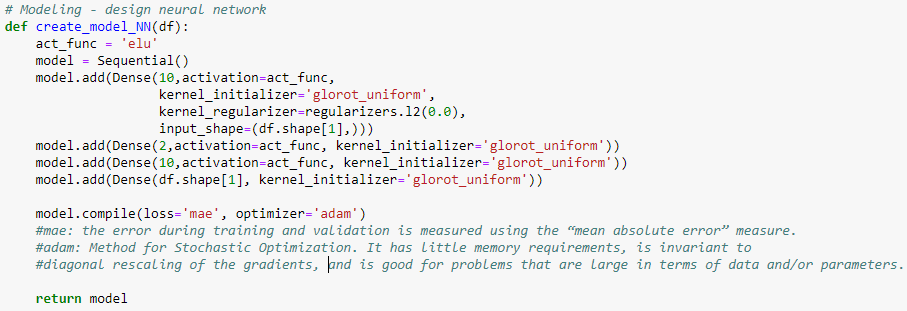 # Modeling - design neural network
def create_model_NN(df):
    act_func = 'elu'
    model = Sequential()
    model.add(Dense(10,activation=act_func,
                    kernel_initializer='glorot_uniform',
                    kernel_regularizer=regularizers.l2(0.0),
                    input_shape=(df.shape[1],)))
    model.add(Dense(2,activation=act_func, kernel_initializer='glorot_uniform'))
    model.add(Dense(10,activation=act_func, kernel_initializer='glorot_uniform'))
    model.add(Dense(df.shape[1], kernel_initializer='glorot_uniform'))
    model.compile(loss='mae', optimizer='adam')
    #mae: the error during training and validation is measured using the “mean absolute error” measure.
    #adam: Method for Stochastic Optimization. It has little memory requirements, is invariant to
    #diagonal rescaling of the gradients, and is good for problems that are large in terms of data and/or parameters.
    return model